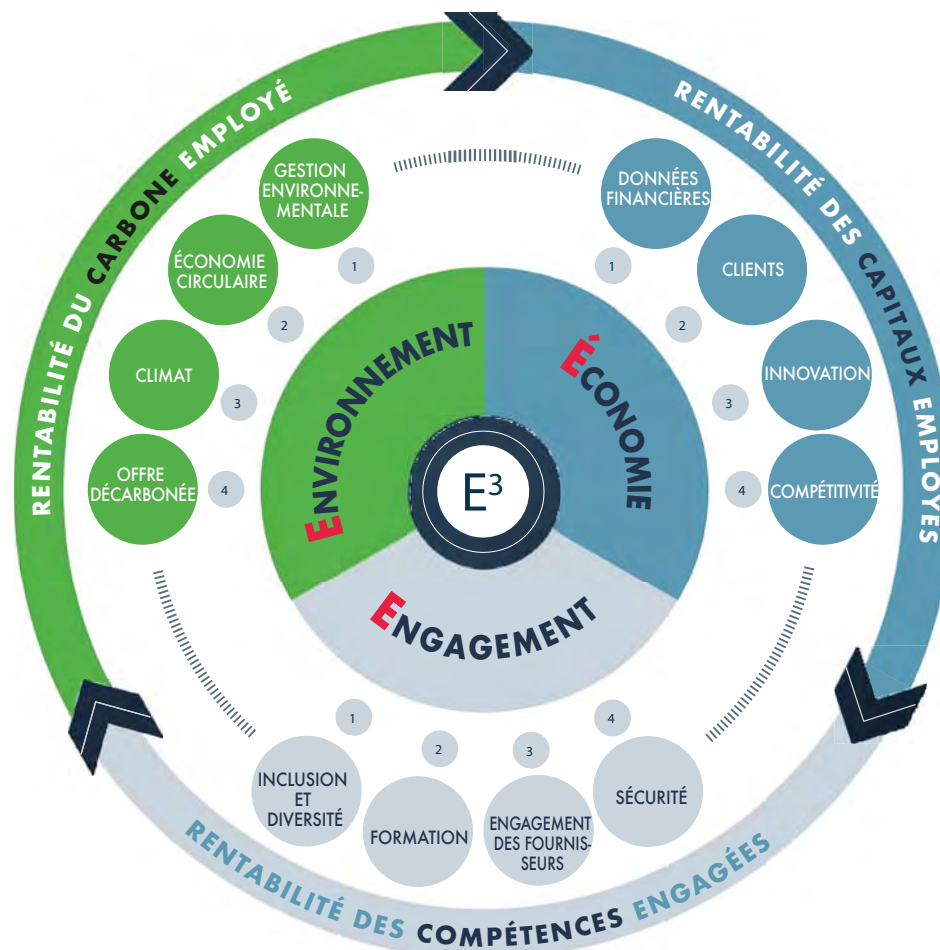 RENTABILITÉ DU CARBONE EMPLOYÉ
RENTABILITÉ DES CAPITAUX EMPLOYÉS
GESTION
ENVIRONNE-
MENTALE
1
ÉCONOMIE
CIRCULAIRE
2
CLIMAT
3
OFFRE
DÉCARBONÉE
4
DONNÉES
FINANCIÈRES
1
CLIENTS
2
INNOVATION
3
COMPÉTITIVITÉ
4
ENVIRONNEMENT
ÉCONOMIE
E³
ENGAGEMENT
1
INCLUSION
ET
DIVERSITÉ
2
FORMATION
3
ENGAGEMENT
DES FOURNIS-
SEURS
4
SÉCURITÉ
RENTABILITÉ DES COMPÉTENCES ENGAGÉES